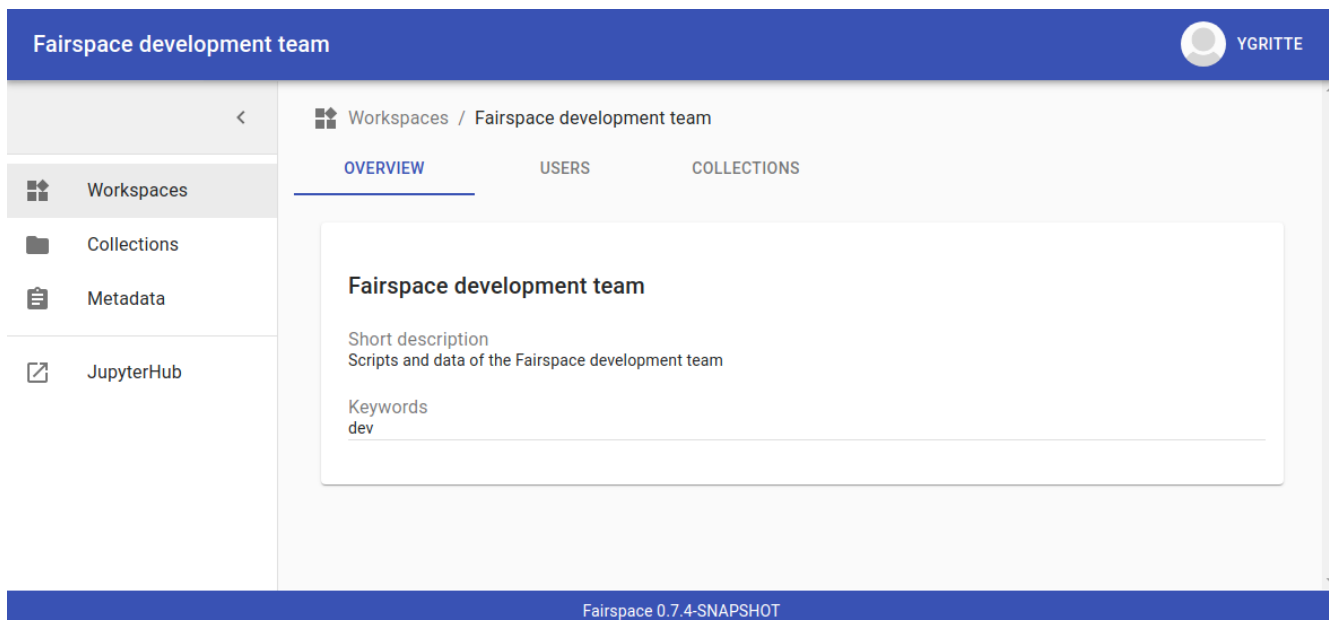 Fairspace development team
YGRITTE
Workspaces / Fairspace development team
OVERVIEW USERS COLLECTIONS
Workspaces
Collections
Metadata
JupyterHub
Fairspace development team
Short description
Scripts and data of the Fairspace development team
Keywords
dev
Fairspace 0.7.4-SNAPSHOT